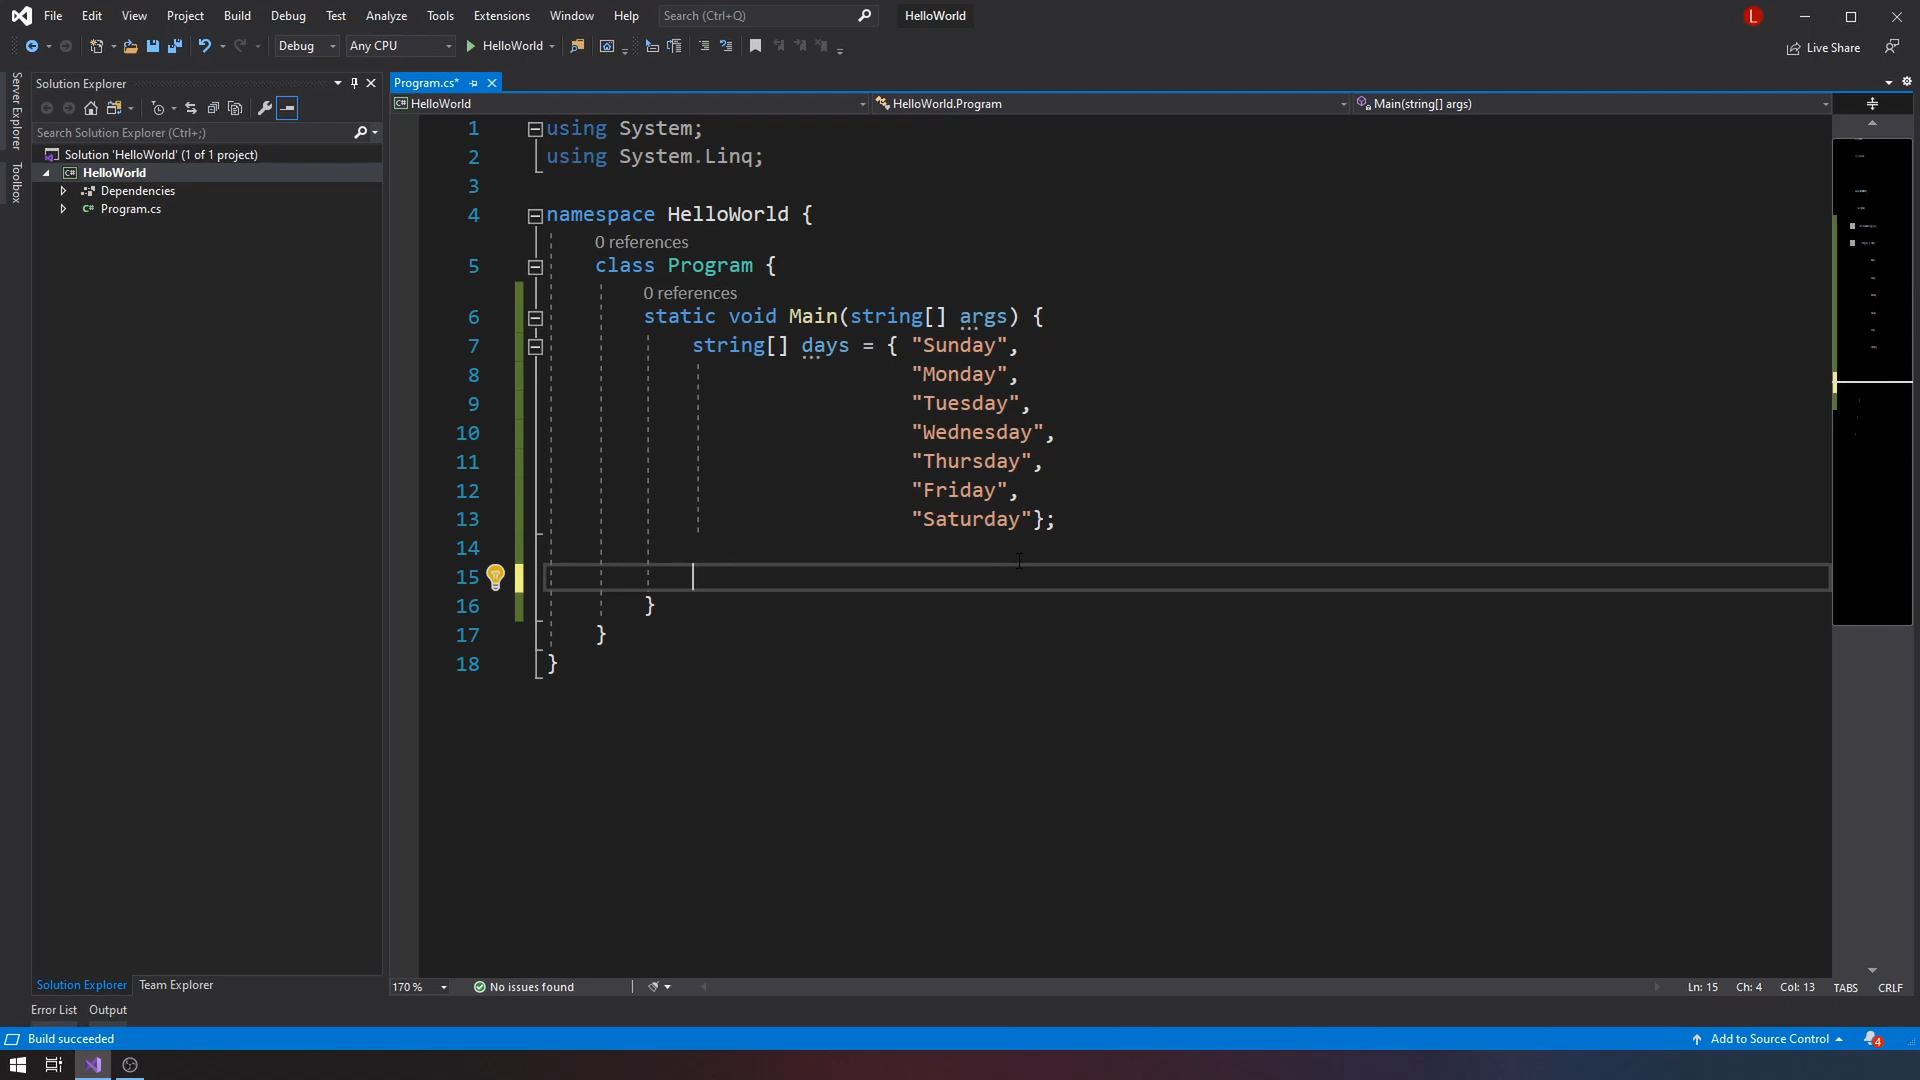 File Edit View Project Build Debug Test Analyze Tools Extensions Window Help Search (Ctrl+Q) HelloWorld L
Debug Any CPU HelloWorld Live Share
Server Explorer
Toolbox
Solution Explorer
Search Solution Explorer (Ctrl+;)
Solution 'HelloWorld' (1 of 1 project)
C# HelloWorld
Dependencies
C# Program.cs
Program.cs*
C# HelloWorld HelloWorld.Program Main(string[] args)
1 using System;
2 using System.Linq;
3
4 namespace HelloWorld {
0 references
5 class Program {
0 references
6 static void Main(string[] args) {
7 string[] days = { "Sunday",
8 "Monday",
9 "Tuesday",
10 "Wednesday",
11 "Thursday",
12 "Friday",
13 "Saturday"};
14
15
16 }
17 }
18 }
Solution Explorer Team Explorer
170 % No issues found Ln: 15 Ch: 4 Col: 13 TABS CRLF
Error List Output
Build succeeded Add to Source Control 4